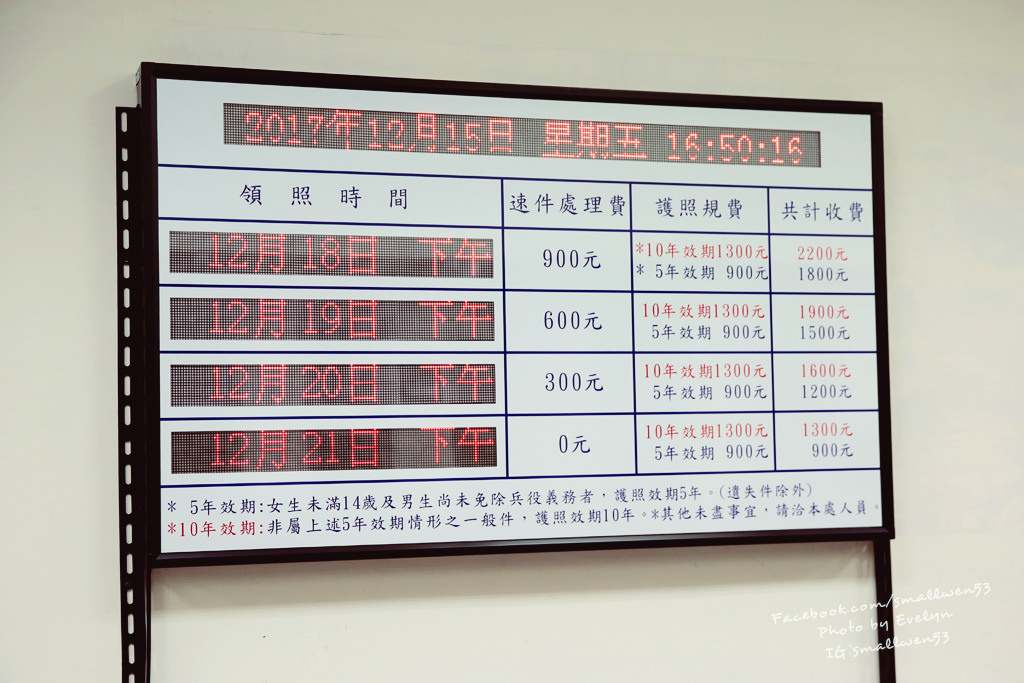 2017年12月15日 星期五 16:50:16
領照時間 速件處理費 護照規費 共計收費
12月18日 下午 900元 *10年效期1300元 2200元
* 5年效期 900元 1800元
12月19日 下午 600元 10年效期1300元 1900元
5年效期 900元 1500元
12月20日 下午 300元 10年效期1300元 1600元
5年效期 900元 1200元
12月21日 下午 0元 10年效期1300元 1300元
5年效期 900元 900元
* 5年效期:女生未滿14歲及男生尚未免除兵役義務者，護照效期5年。(遺失件除外)
*10年效期:非屬上述5年效期情形之一般件，護照效期10年。*其他未盡事宜，請洽本處人員。
Facebook.com/smallwen53
Photo by Evelyn
IG:smallwen53